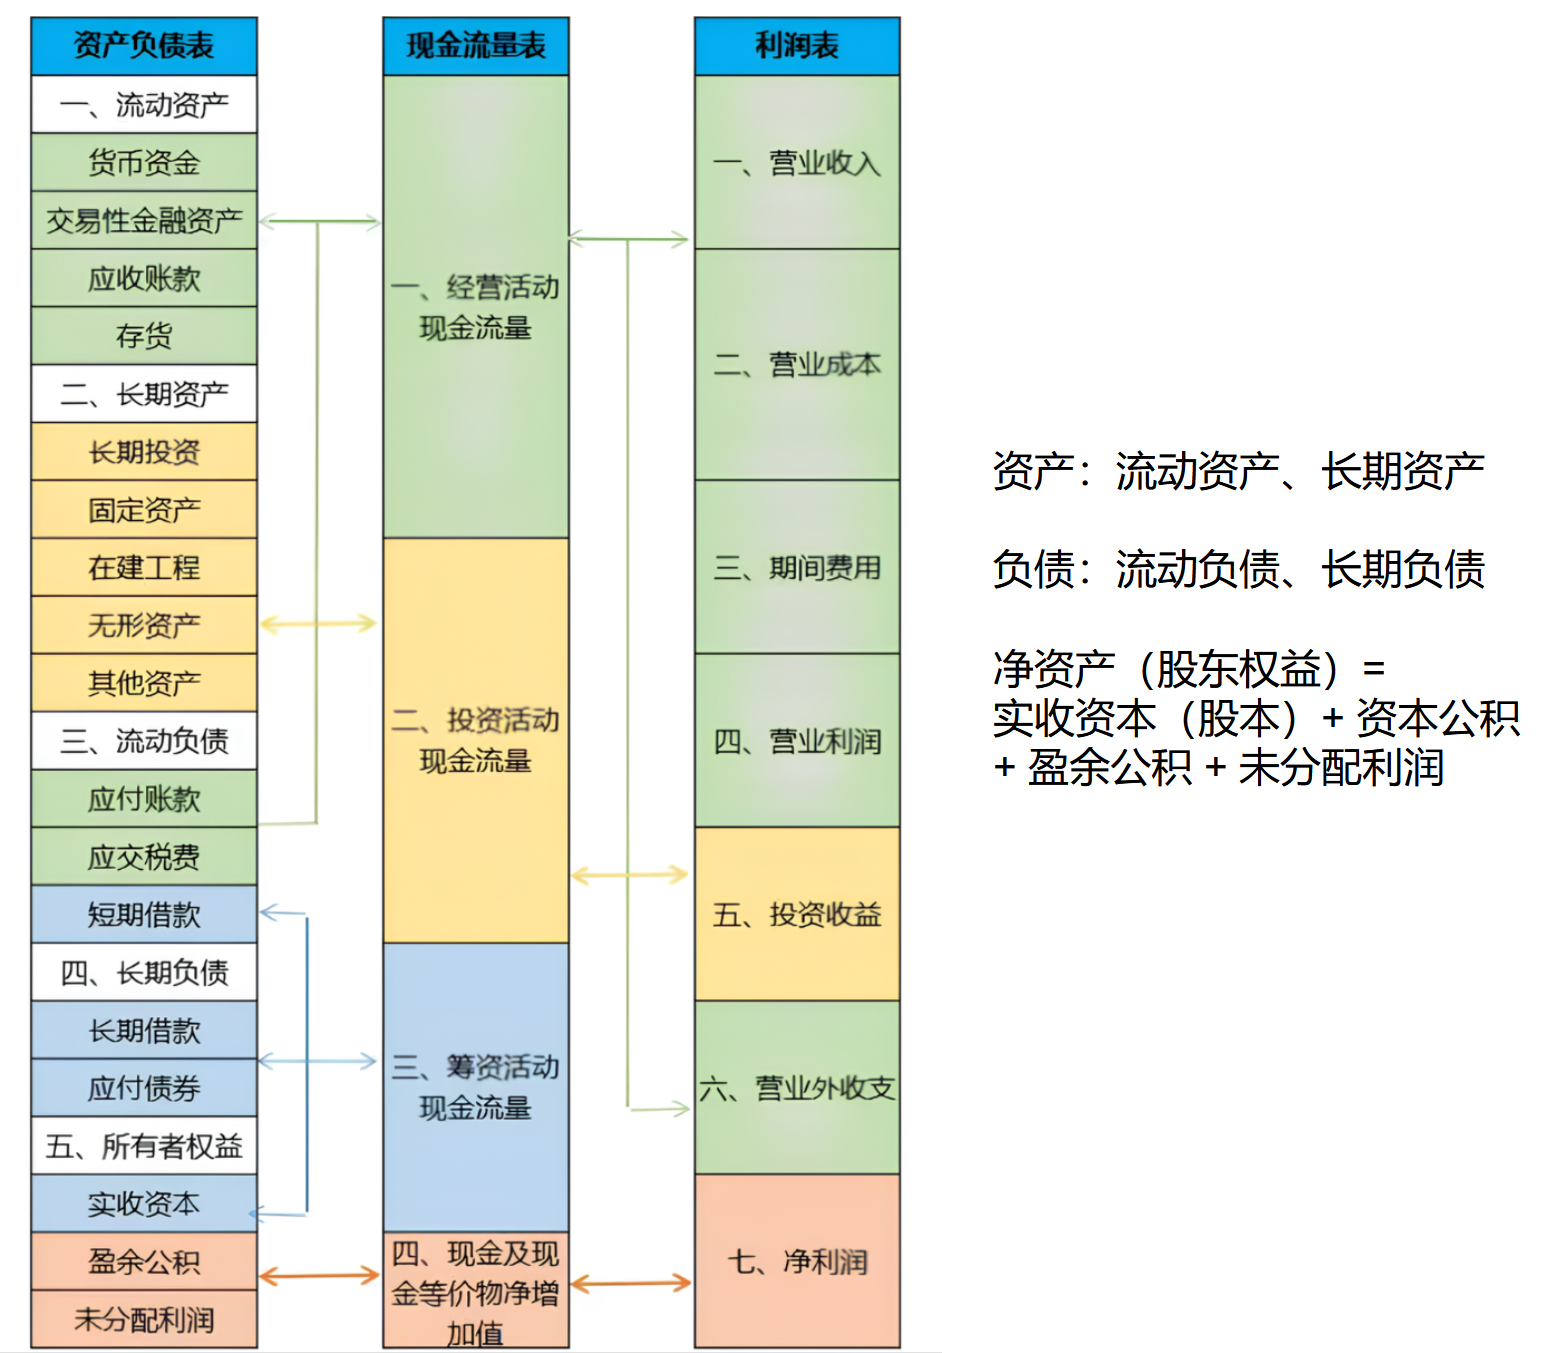 资产负债表
一、流动资产
货币资金
交易性金融资产
应收账款
存货
二、长期资产
长期投资
固定资产
在建工程
无形资产
其他资产
三、流动负债
应付账款
应交税费
短期借款
四、长期负债
长期借款
应付债券
五、所有者权益
实收资本
盈余公积
未分配利润
现金流量表
一、经营活动
现金流量
二、投资活动
现金流量
三、筹资活动
现金流量
四、现金及现
金等价物净增
加值
利润表
一、营业收入
二、营业成本
三、期间费用
四、营业利润
五、投资收益
六、营业外收支
七、净利润
资产：流动资产、长期资产
负债：流动负债、长期负债
净资产（股东权益）=
实收资本（股本）+ 资本公积
+ 盈余公积 + 未分配利润